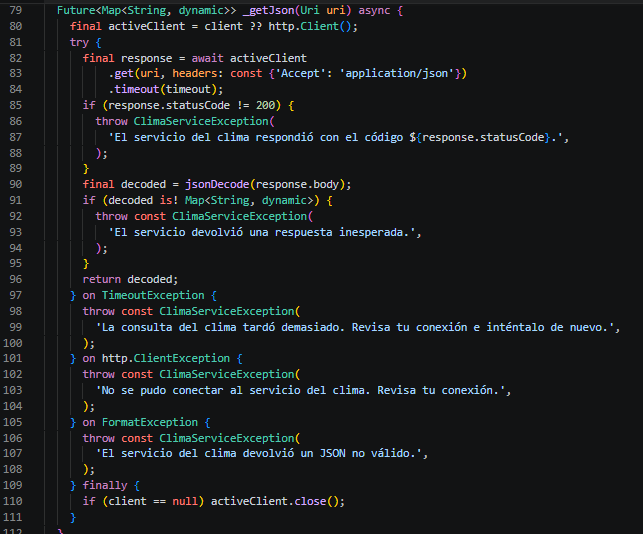 79 Future<Map<String, dynamic>> _getJson(Uri uri) async {
80 final activeClient = client ?? http.Client();
81 try {
82 final response = await activeClient
83 .get(uri, headers: const {'Accept': 'application/json'})
84 .timeout(timeout);
85 if (response.statusCode != 200) {
86 throw ClimaServiceException(
87 'El servicio del clima respondió con el código ${response.statusCode}.',
88 );
89 }
90 final decoded = jsonDecode(response.body);
91 if (decoded is! Map<String, dynamic>) {
92 throw const ClimaServiceException(
93 'El servicio devolvió una respuesta inesperada.',
94 );
95 }
96 return decoded;
97 } on TimeoutException {
98 throw const ClimaServiceException(
99 'La consulta del clima tardó demasiado. Revisa tu conexión e inténtalo de nuevo.',
100 );
101 } on http.ClientException {
102 throw const ClimaServiceException(
103 'No se pudo conectar al servicio del clima. Revisa tu conexión.',
104 );
105 } on FormatException {
106 throw const ClimaServiceException(
107 'El servicio del clima devolvió un JSON no válido.',
108 );
109 } finally {
110 if (client == null) activeClient.close();
111 }
112 }